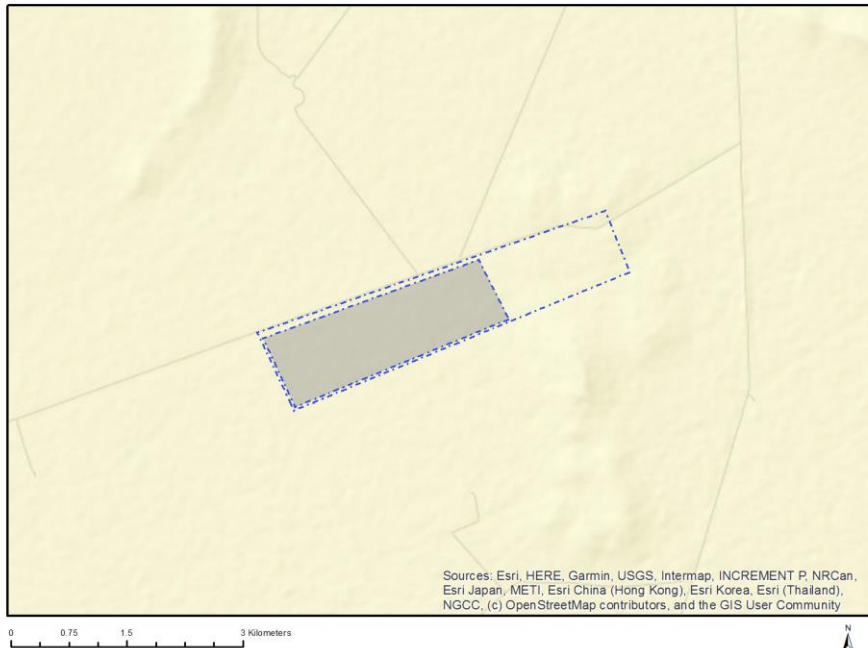 Sources: Esri, HERE, Garmin, USGS, Intermap, INCREMENT P, NRCan,
Esri Japan, METI, Esri China (Hong Kong), Esri Korea, Esri (Thailand),
NGCC, (c) OpenStreetMap contributors, and the GIS User Community
0 0.75 1.5 3 Kilometers
N